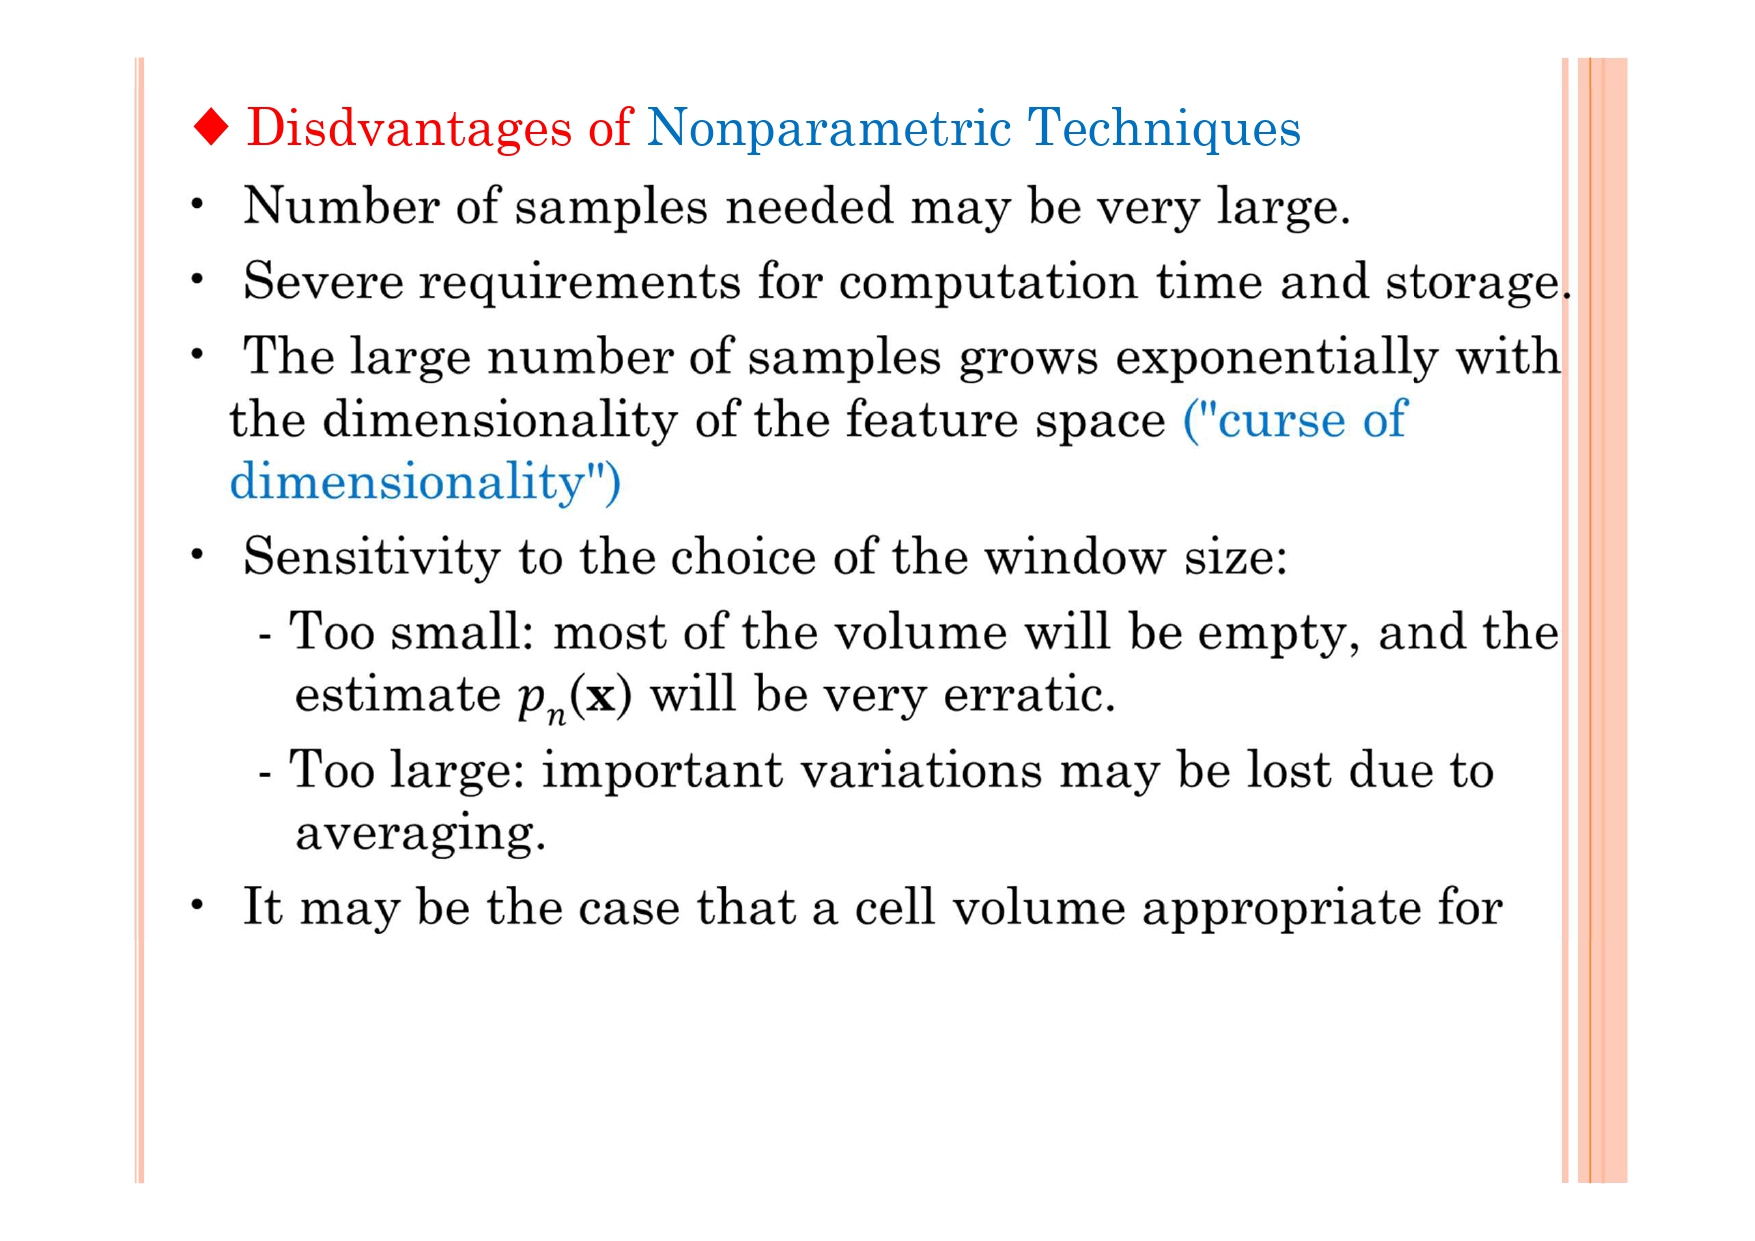 ◆ Disdvantages of Nonparametric Techniques
• Number of samples needed may be very large.
• Severe requirements for computation time and storage.
• The large number of samples grows exponentially with
the dimensionality of the feature space ("curse of
dimensionality")
• Sensitivity to the choice of the window size:
- Too small: most of the volume will be empty, and the
estimate pₙ(x) will be very erratic.
- Too large: important variations may be lost due to
averaging.
• It may be the case that a cell volume appropriate for